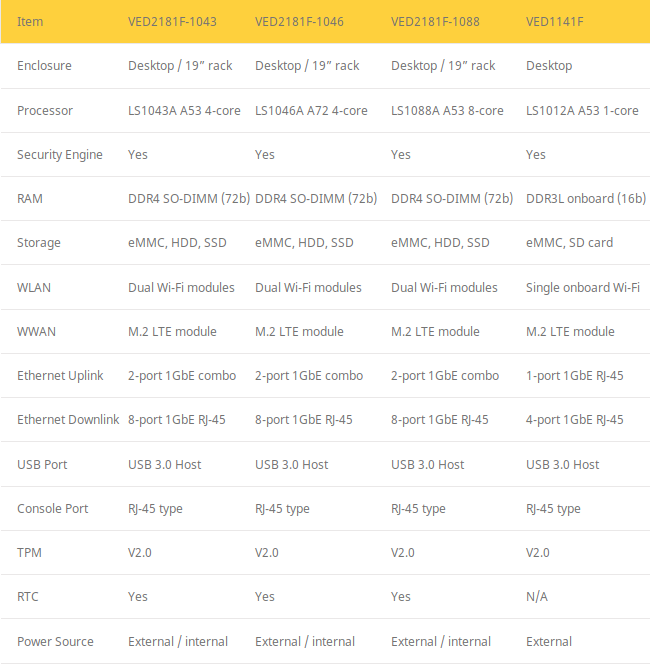 Item VED2181F-1043 VED2181F-1046 VED2181F-1088 VED1141F
Enclosure Desktop / 19” rack Desktop / 19” rack Desktop / 19” rack Desktop
Processor LS1043A A53 4-core LS1046A A72 4-core LS1088A A53 8-core LS1012A A53 1-core
Security Engine Yes Yes Yes Yes
RAM DDR4 SO-DIMM (72b) DDR4 SO-DIMM (72b) DDR4 SO-DIMM (72b) DDR3L onboard (16b)
Storage eMMC, HDD, SSD eMMC, HDD, SSD eMMC, HDD, SSD eMMC, SD card
WLAN Dual Wi-Fi modules Dual Wi-Fi modules Dual Wi-Fi modules Single onboard Wi-Fi
WWAN M.2 LTE module M.2 LTE module M.2 LTE module M.2 LTE module
Ethernet Uplink 2-port 1GbE combo 2-port 1GbE combo 2-port 1GbE combo 1-port 1GbE RJ-45
Ethernet Downlink 8-port 1GbE RJ-45 8-port 1GbE RJ-45 8-port 1GbE RJ-45 4-port 1GbE RJ-45
USB Port USB 3.0 Host USB 3.0 Host USB 3.0 Host USB 3.0 Host
Console Port RJ-45 type RJ-45 type RJ-45 type RJ-45 type
TPM V2.0 V2.0 V2.0 V2.0
RTC Yes Yes Yes N/A
Power Source External / internal External / internal External / internal External